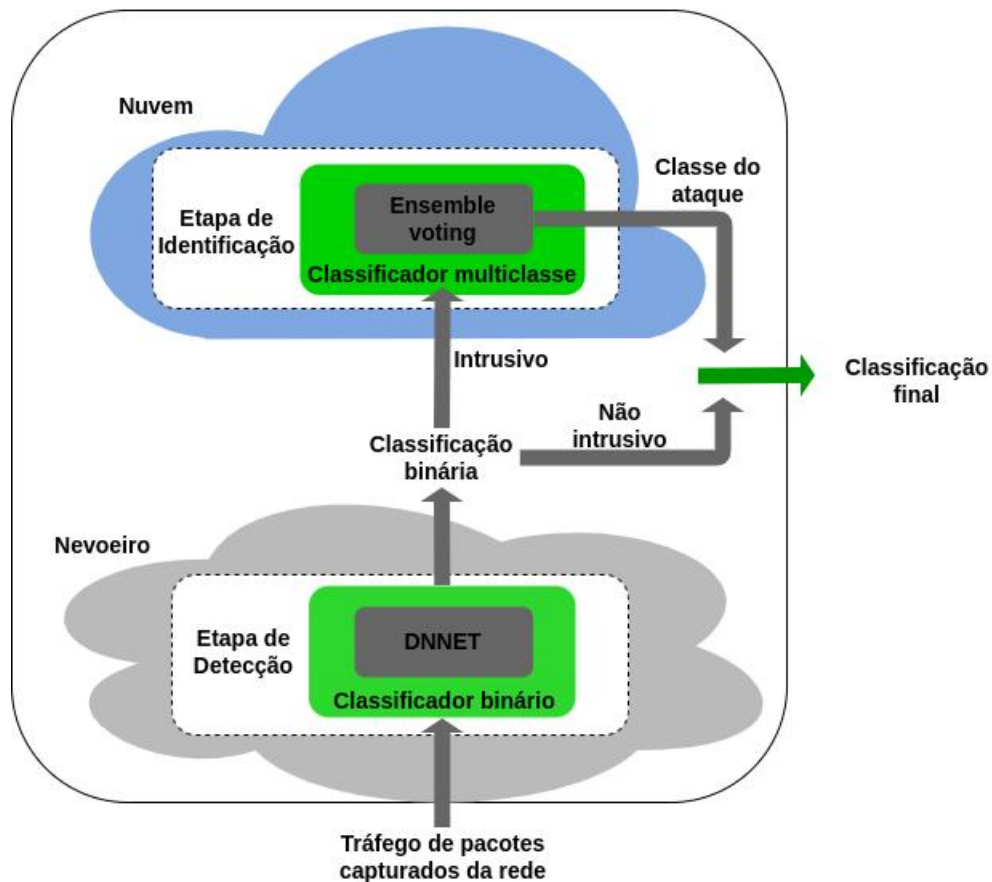 Nuvem
Classe do
ataque
Etapa de
Identificação
Ensemble
voting
Classificador multiclasse
Intrusivo
Classificação
final
Não
intrusivo
Classificação
binária
Nevoeiro
Etapa de
Detecção
DNNET
Classificador binário
Tráfego de pacotes
capturados da rede